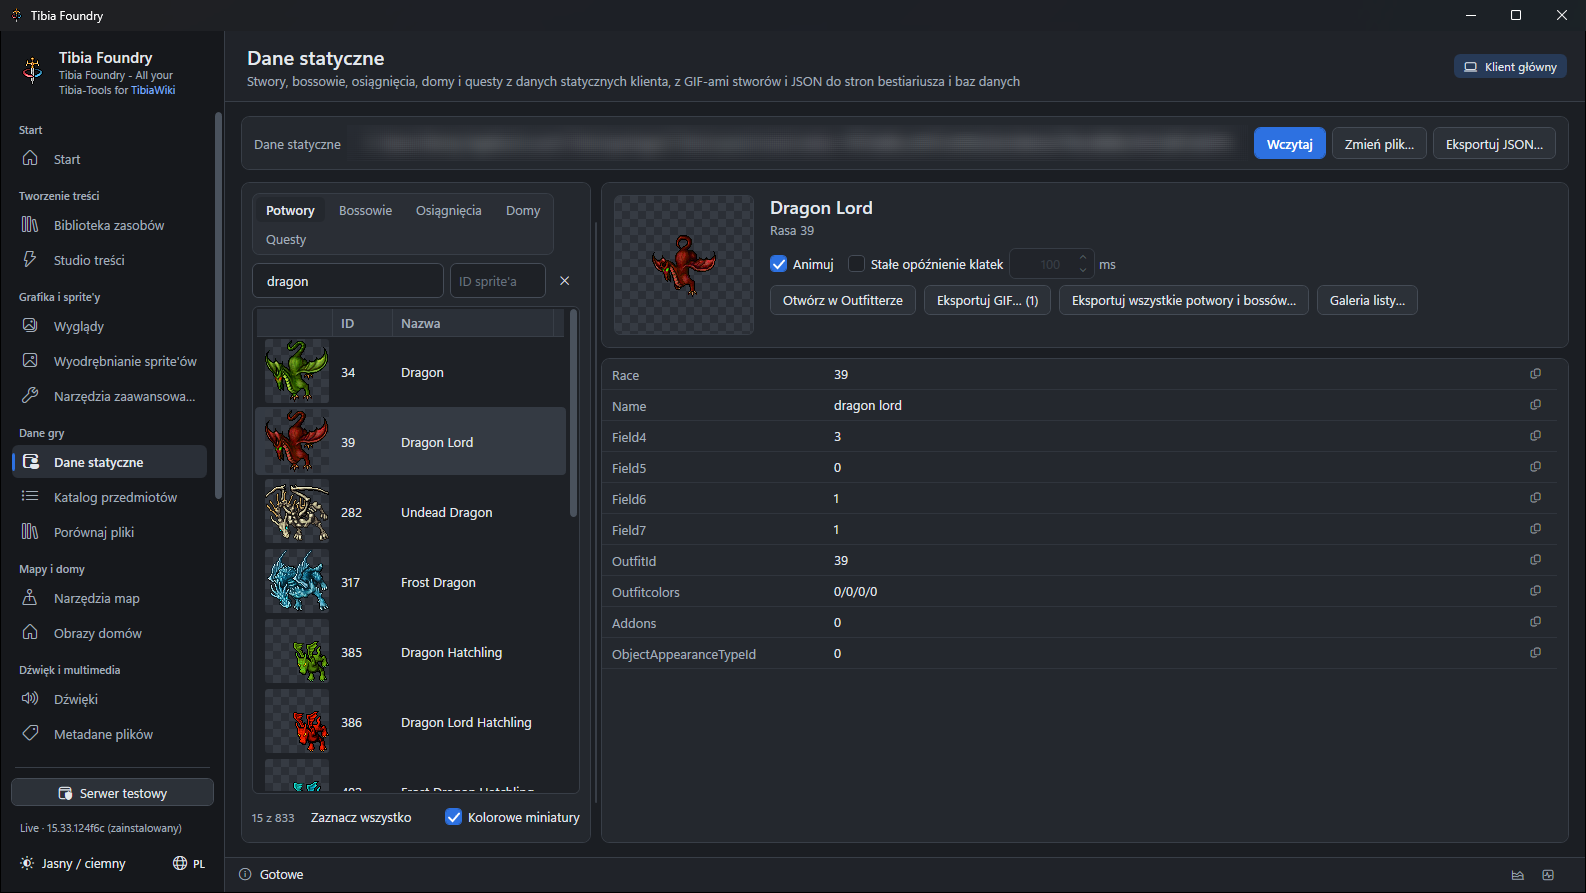 Tibia Foundry
Tibia Foundry
Tibia Foundry - All your
Tibia-Tools for TibiaWiki
Start
Start
Tworzenie treści
Biblioteka zasobów
Studio treści
Grafika i sprite'y
Wyglądy
Wyodrębnianie sprite'ów
Narzędzia zaawansowa...
Dane gry
Dane statyczne
Katalog przedmiotów
Porównaj pliki
Mapy i domy
Narzędzia map
Obrazy domów
Dźwięk i multimedia
Dźwięki
Metadane plików
Serwer testowy
Live · 15.33.124f6c (zainstalowany)
Jasny / ciemny
PL
Dane statyczne
Stwory, bossowie, osiągnięcia, domy i questy z danych statycznych klienta, z GIF-ami stworów i JSON do stron bestiariusza i baz danych
Klient główny
Dane statyczne
Wczytaj
Zmień plik...
Eksportuj JSON...
Potwory
Bossowie
Osiągnięcia
Domy
Questy
dragon
ID sprite'a
ID
Nazwa
34 Dragon
39 Dragon Lord
282 Undead Dragon
317 Frost Dragon
385 Dragon Hatchling
386 Dragon Lord Hatchling
15 z 833
Zaznacz wszystko
Kolorowe miniatury
Dragon Lord
Rasa 39
Animuj
Stałe opóźnienie klatek
100
ms
Otwórz w Outfitterze
Eksportuj GIF... (1)
Eksportuj wszystkie potwory i bossów...
Galeria listy...
Race 39
Name dragon lord
Field4 3
Field5 0
Field6 1
Field7 1
OutfitId 39
Outfitcolors 0/0/0/0
Addons 0
ObjectAppearanceTypeId 0
Gotowe